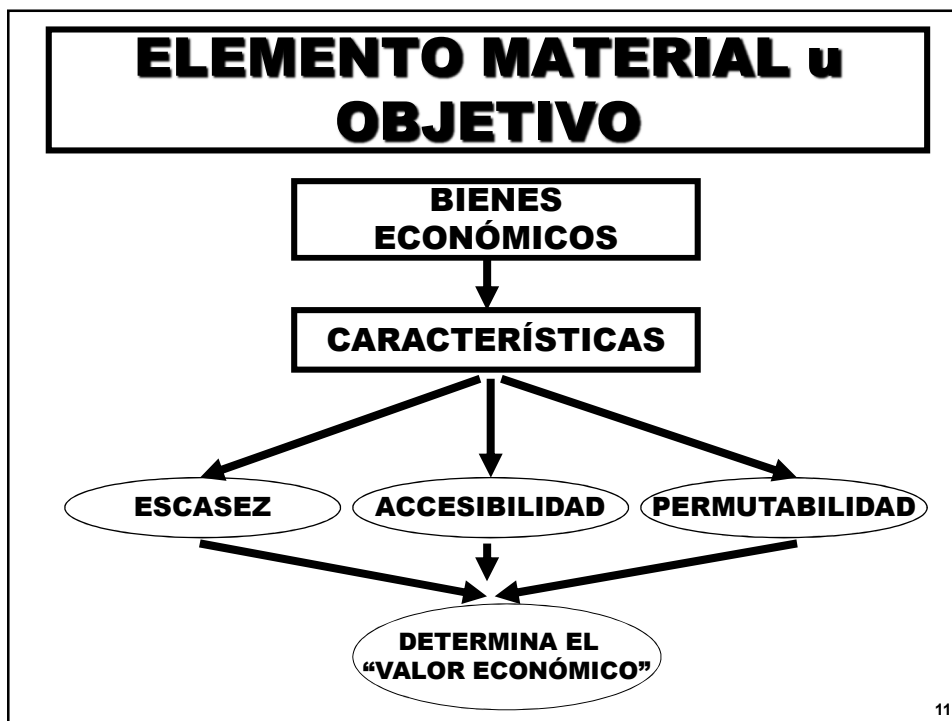 ELEMENTO MATERIAL u
OBJETIVO
BIENES
ECONÓMICOS
CARACTERÍSTICAS
ESCASEZ
ACCESIBILIDAD
PERMUTABILIDAD
DETERMINA EL
“VALOR ECONÓMICO”
11